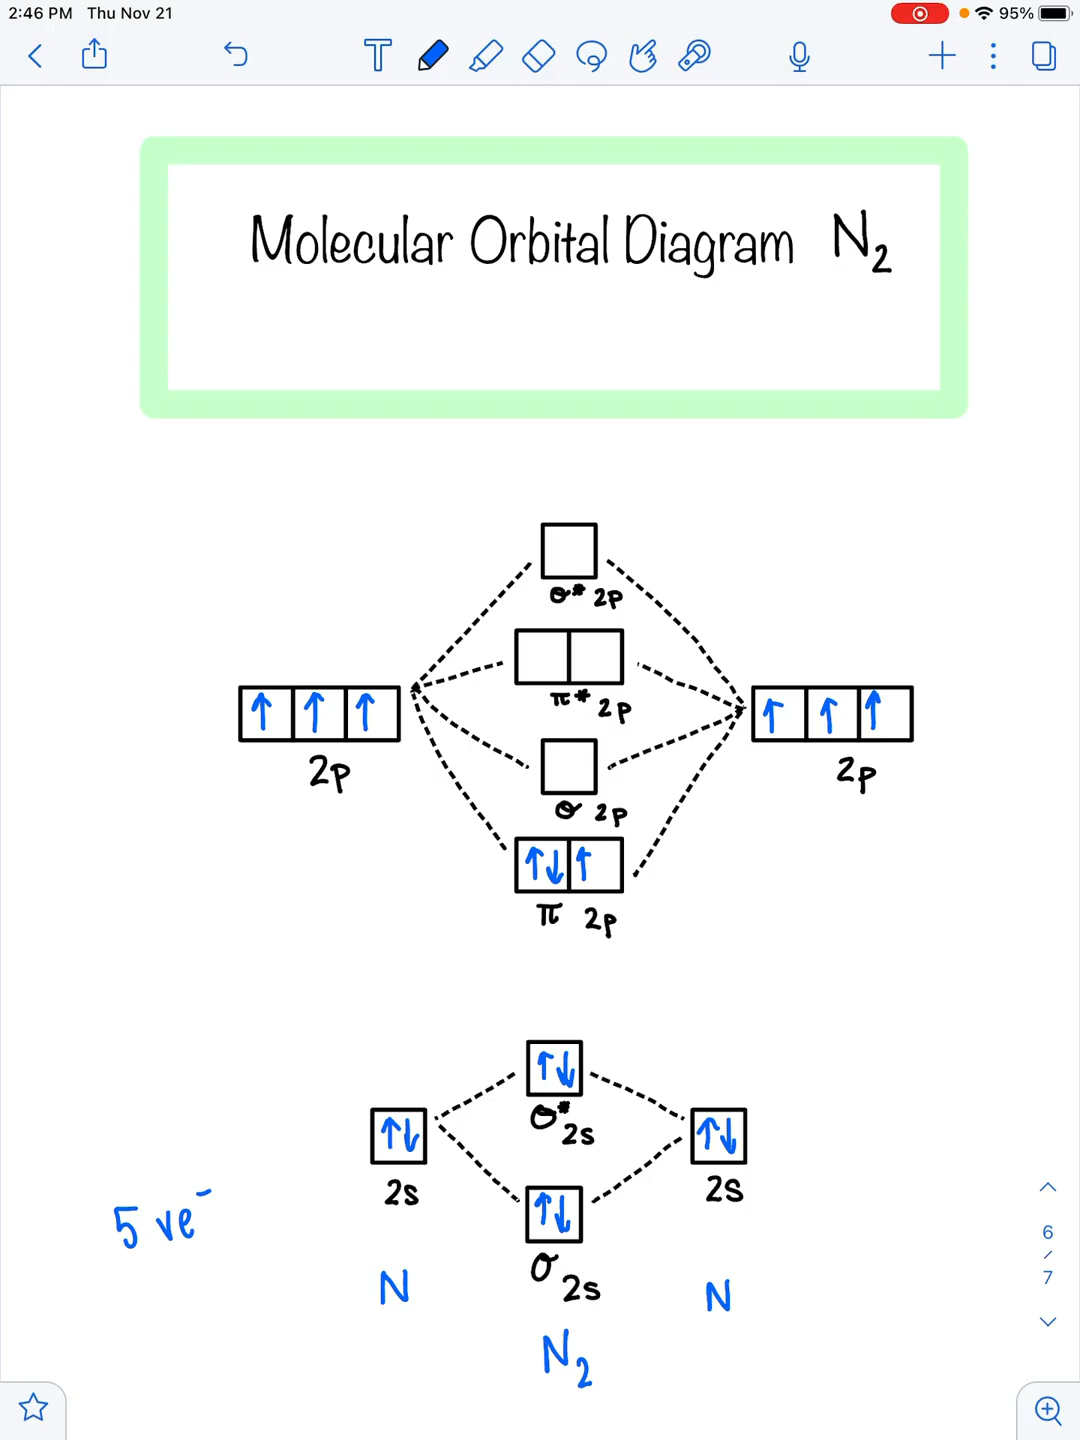 2:46 PM Thu Nov 21
95%
T
Molecular Orbital Diagram N₂
σ* 2p
π* 2p
2p
2p
σ 2p
π 2p
σ* 2s
2s
2s
5 ve⁻
σ 2s
N
N
N₂
6
/
7